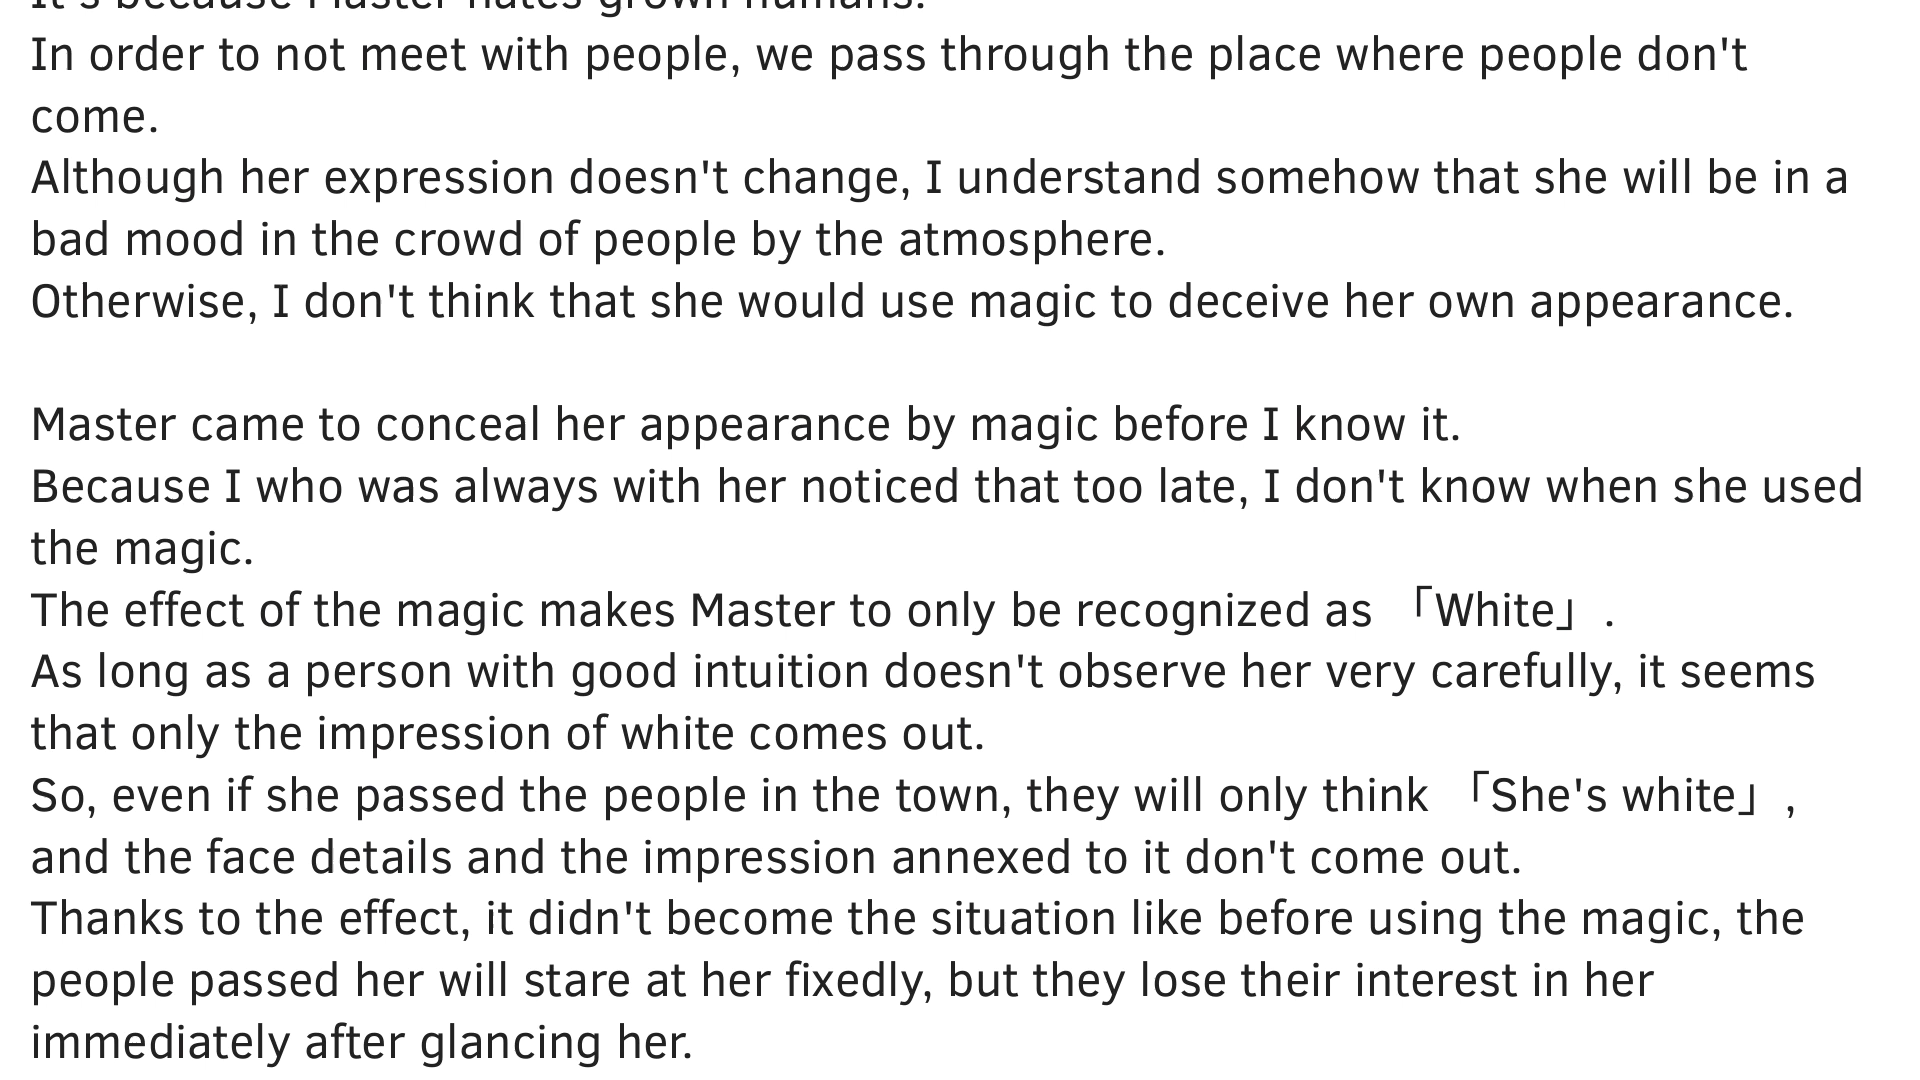 It's because Master hates grown humans.
In order to not meet with people, we pass through the place where people don't
come.
Although her expression doesn't change, I understand somehow that she will be in a
bad mood in the crowd of people by the atmosphere.
Otherwise, I don't think that she would use magic to deceive her own appearance.
Master came to conceal her appearance by magic before I know it.
Because I who was always with her noticed that too late, I don't know when she used
the magic.
The effect of the magic makes Master to only be recognized as 「White」.
As long as a person with good intuition doesn't observe her very carefully, it seems
that only the impression of white comes out.
So, even if she passed the people in the town, they will only think 「She's white」,
and the face details and the impression annexed to it don't come out.
Thanks to the effect, it didn't become the situation like before using the magic, the
people passed her will stare at her fixedly, but they lose their interest in her
immediately after glancing her.